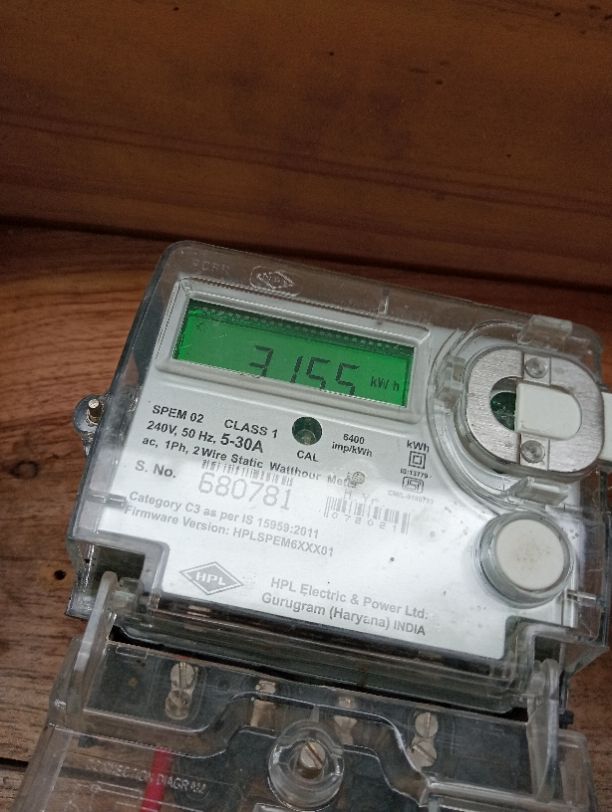 3155 kWh
SPEM 02 CLASS 1
240V, 50 Hz, 5-30A
ac, 1Ph, 2 Wire Static Watthour Meter
CAL
6400
imp/kWh
kWh
IS-13779
S. No.
680781
Category C3 as per IS 15959:2011
Firmware Version: HPLSPEM6XXX01
HPL
HPL Electric & Power Ltd.
Gurugram (Haryana) INDIA